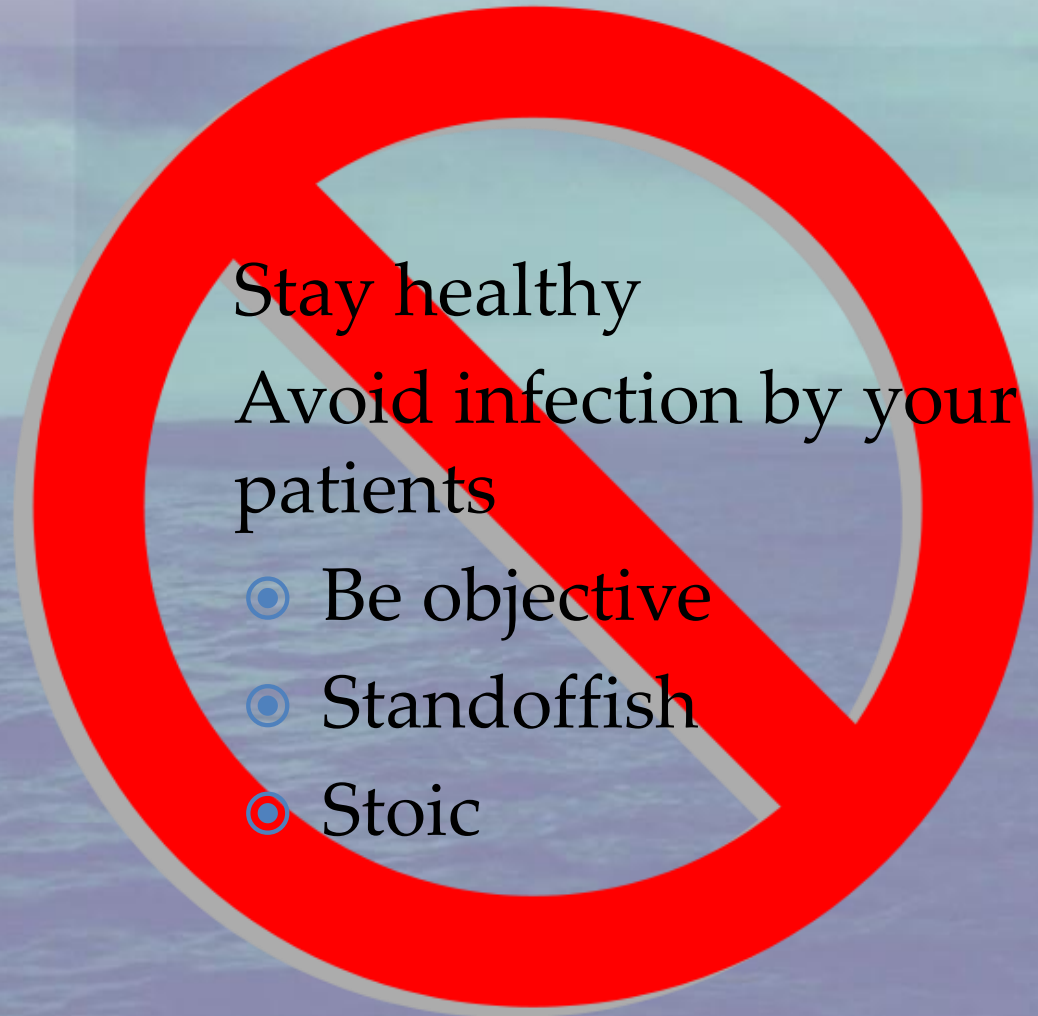 Stay healthy
Avoid infection by your
patients
Be objective
Standoffish
Stoic